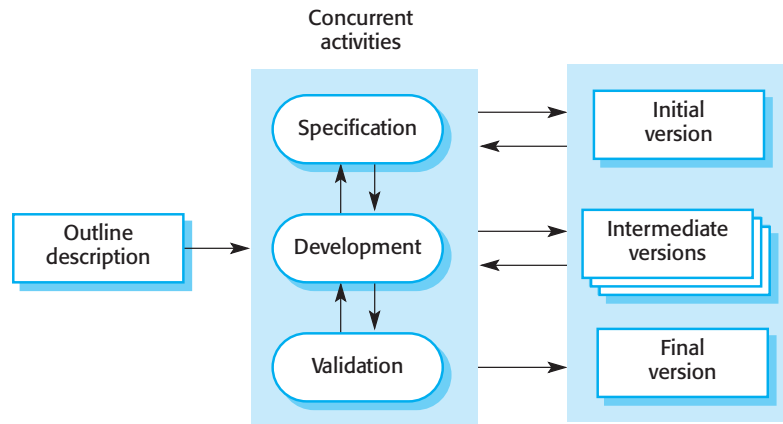 Concurrent
activities
Specification
Initial
version
Outline
description
Development
Intermediate
versions
Validation
Final
version